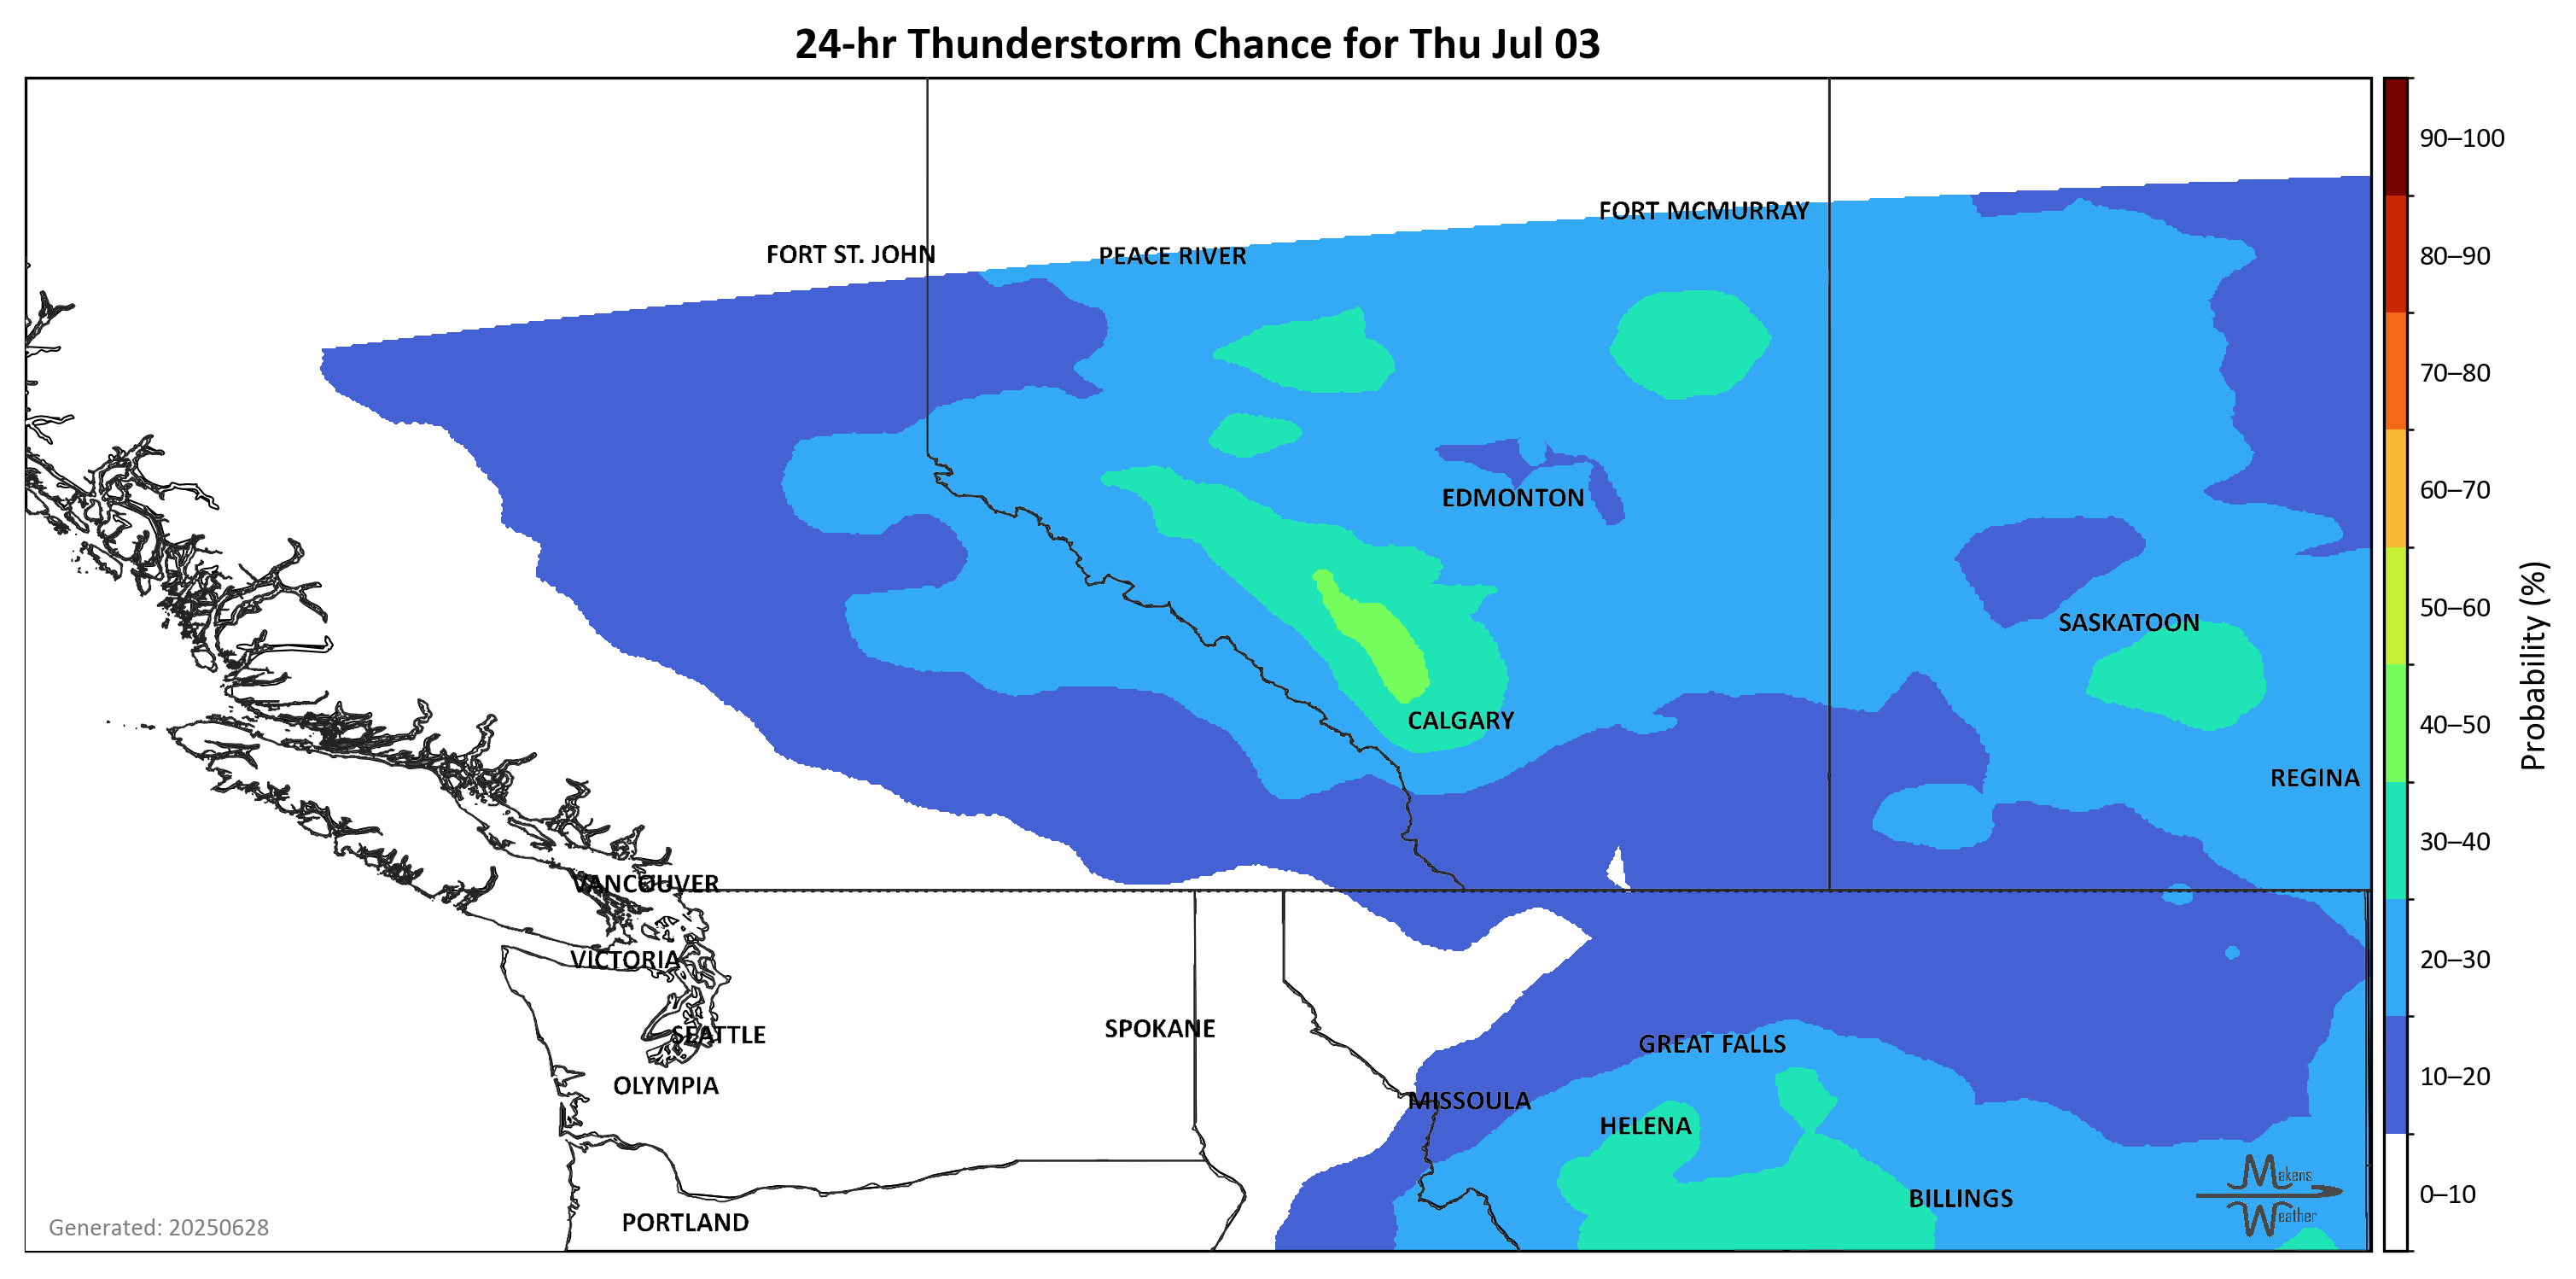 24-hr Thunderstorm Chance for Thu Jul 03
90–100
FORT MCMURRAY
FORT ST. JOHN
PEACE RIVER
80–90
70–80
60–70
EDMONTON
50–60
SASKATOON
Probability (%)
CALGARY
40–50
REGINA
30–40
VANCOUVER
VICTORIA
20–30
SPOKANE
SEATTLE
GREAT FALLS
OLYMPIA
MISSOULA
10–20
HELENA
Makens
BILLINGS
0–10
Weather
PORTLAND
Generated: 20250628